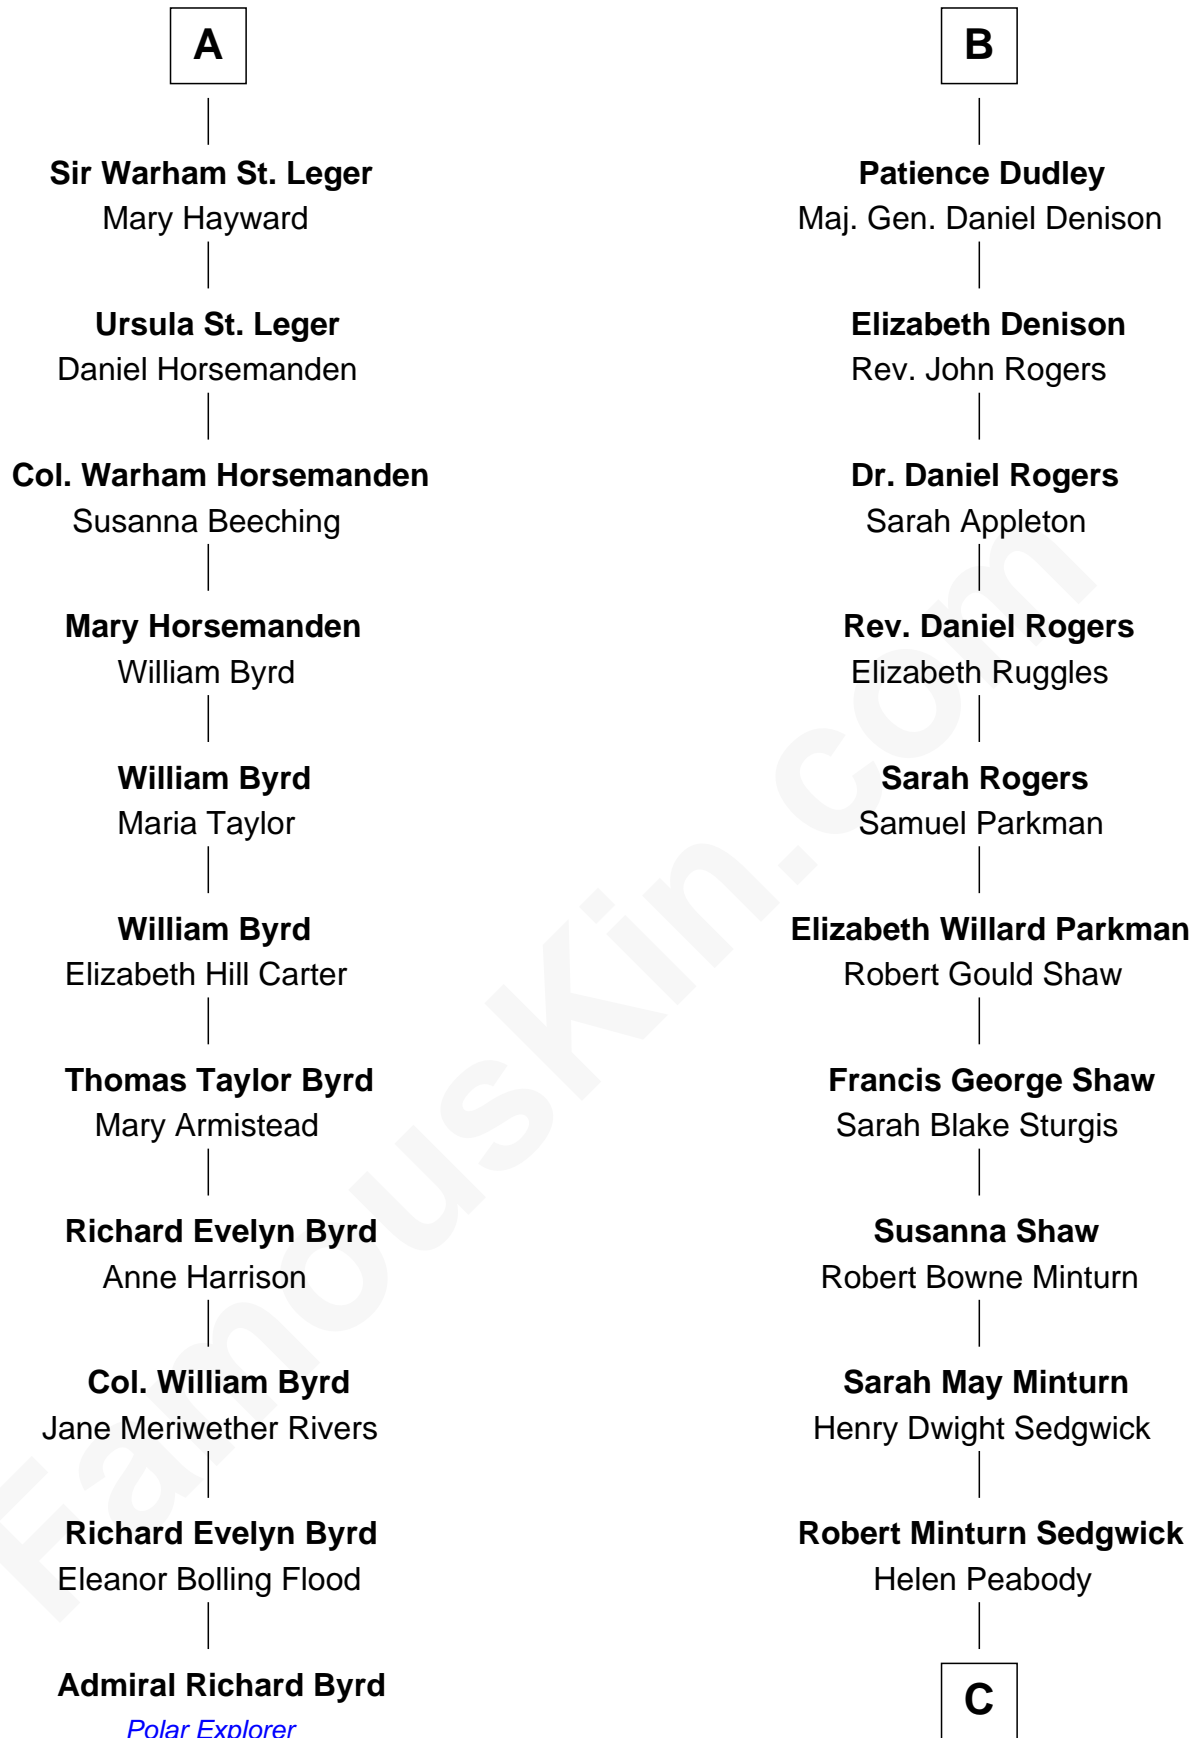 A
Sir Warham St. Leger
Mary Hayward
Ursula St. Leger
Daniel Horsemanden
Col. Warham Horsemanden
Susanna Beeching
Mary Horsemanden
William Byrd
William Byrd
Maria Taylor
William Byrd
Elizabeth Hill Carter
Thomas Taylor Byrd
Mary Armistead
Richard Evelyn Byrd
Anne Harrison
Col. William Byrd
Jane Meriwether Rivers
Richard Evelyn Byrd
Eleanor Bolling Flood
Admiral Richard Byrd
Polar Explorer
B
Patience Dudley
Maj. Gen. Daniel Denison
Elizabeth Denison
Rev. John Rogers
Dr. Daniel Rogers
Sarah Appleton
Rev. Daniel Rogers
Elizabeth Ruggles
Sarah Rogers
Samuel Parkman
Elizabeth Willard Parkman
Robert Gould Shaw
Francis George Shaw
Sarah Blake Sturgis
Susanna Shaw
Robert Bowne Minturn
Sarah May Minturn
Henry Dwight Sedgwick
Robert Minturn Sedgwick
Helen Peabody
C
FamousKin.com